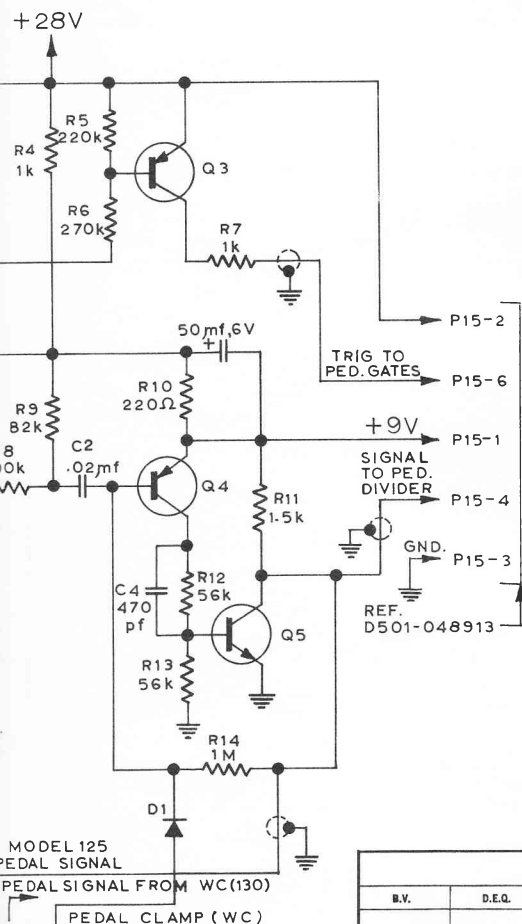 +28V
R5
220k
R4
1k
Q3
R6
270k
R7
1k
P15-2
50mf,6V
+
TRIG TO
PED. GATES
P15-6
R10
220Ω
R9
82k
+9V
P15-1
C2
.02mf
Q4
SIGNAL
TO PED.
DIVIDER
P15-4
R11
1.5k
GND.
P15-3
C4
470
pf
R12
56k
Q5
REF.
D501-048913
R13
56k
R14
1M
D1
MODEL 125
PEDAL SIGNAL
PEDAL SIGNAL FROM WC(130)
PEDAL CLAMP (WC)
B.V.
D.E.Q.